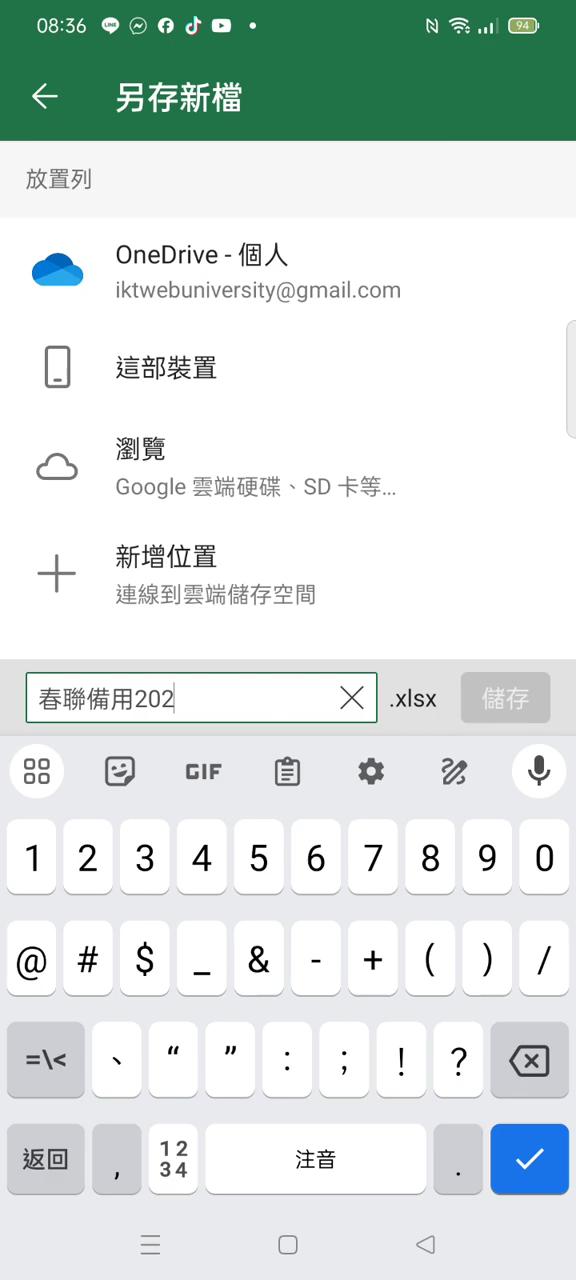 08:36
94
另存新檔
放置列
OneDrive - 個人
iktwebuniversity@gmail.com
這部裝置
瀏覽
Google 雲端硬碟、SD 卡等...
新增位置
連線到雲端儲存空間
春聯備用202 .xlsx 儲存
GIF
1 2 3 4 5 6 7 8 9 0
@ # $ _ & - + ( ) /
=\< 、 “ ” : ; ! ?
返回 , 1234 注音 .